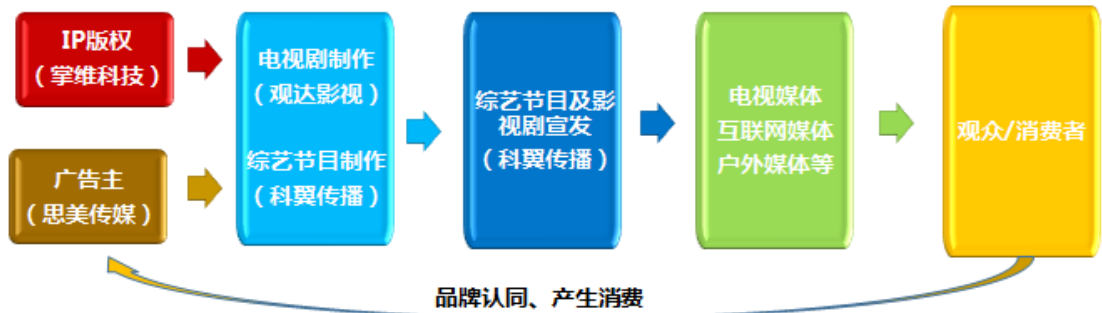 IP版权
（掌维科技）
广告主
（思美传媒）
电视剧制作
（观达影视）
综艺节目制作
（科翼传播）
综艺节目及影
视剧宣发
（科翼传播）
电视媒体
互联网媒体
户外媒体等
观众/消费者
品牌认同、产生消费